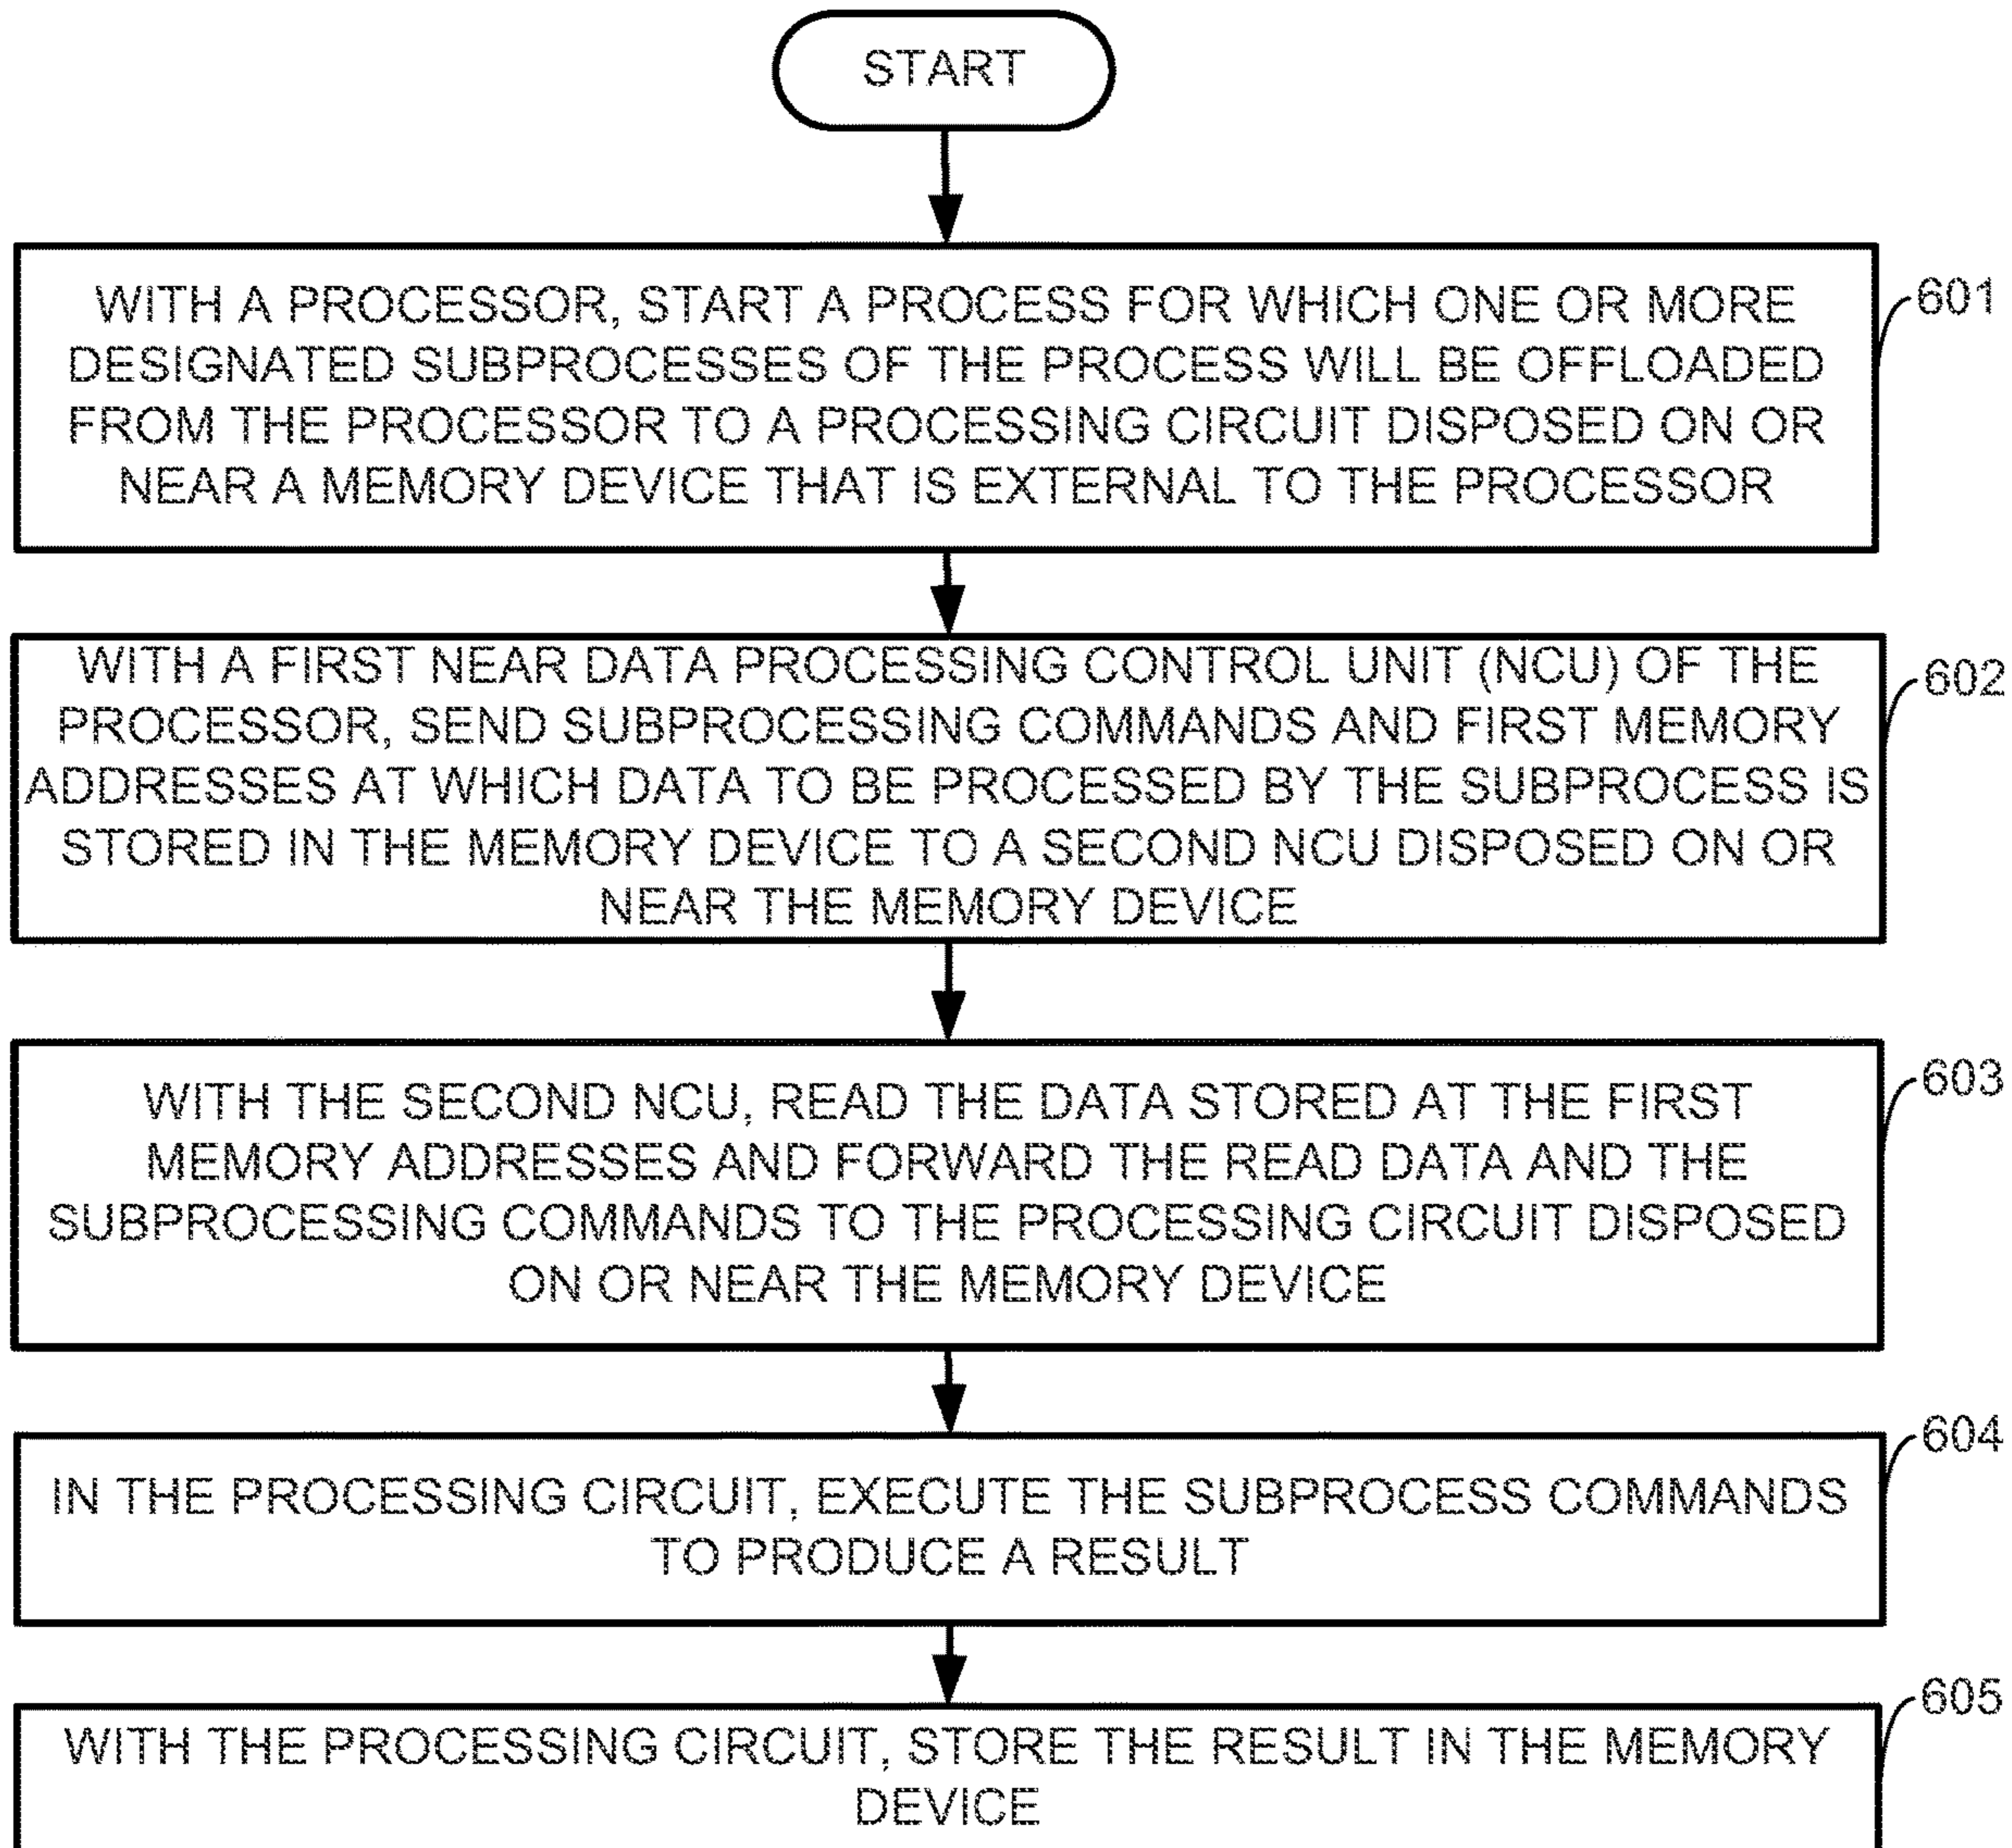 START
WITH A PROCESSOR, START A PROCESS FOR WHICH ONE OR MORE
DESIGNATED SUBPROCESSES OF THE PROCESS WILL BE OFFLOADED
FROM THE PROCESSOR TO A PROCESSING CIRCUIT DISPOSED ON OR
NEAR A MEMORY DEVICE THAT IS EXTERNAL TO THE PROCESSOR
601
WITH A FIRST NEAR DATA PROCESSING CONTROL UNIT (NCU) OF THE
PROCESSOR, SEND SUBPROCESSING COMMANDS AND FIRST MEMORY
ADDRESSES AT WHICH DATA TO BE PROCESSED BY THE SUBPROCESS IS
STORED IN THE MEMORY DEVICE TO A SECOND NCU DISPOSED ON OR
NEAR THE MEMORY DEVICE
602
WITH THE SECOND NCU, READ THE DATA STORED AT THE FIRST
MEMORY ADDRESSES AND FORWARD THE READ DATA AND THE
SUBPROCESSING COMMANDS TO THE PROCESSING CIRCUIT DISPOSED
ON OR NEAR THE MEMORY DEVICE
603
IN THE PROCESSING CIRCUIT, EXECUTE THE SUBPROCESS COMMANDS
TO PRODUCE A RESULT
604
WITH THE PROCESSING CIRCUIT, STORE THE RESULT IN THE MEMORY
DEVICE
605